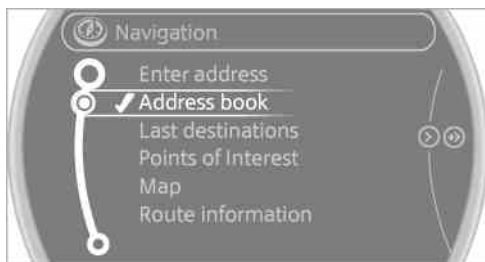 Navigation
Enter address
Address book
Last destinations
Points of Interest
Map
Route information